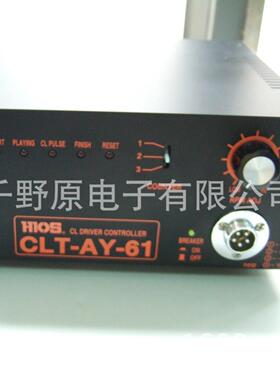 PLAYING CL PULSE FINISH RESET
1
2
3
千野原电子有限公司
HIOS CL DRIVER CONTROLLER
CLT-AY-61
BREAKER
ON
OFF